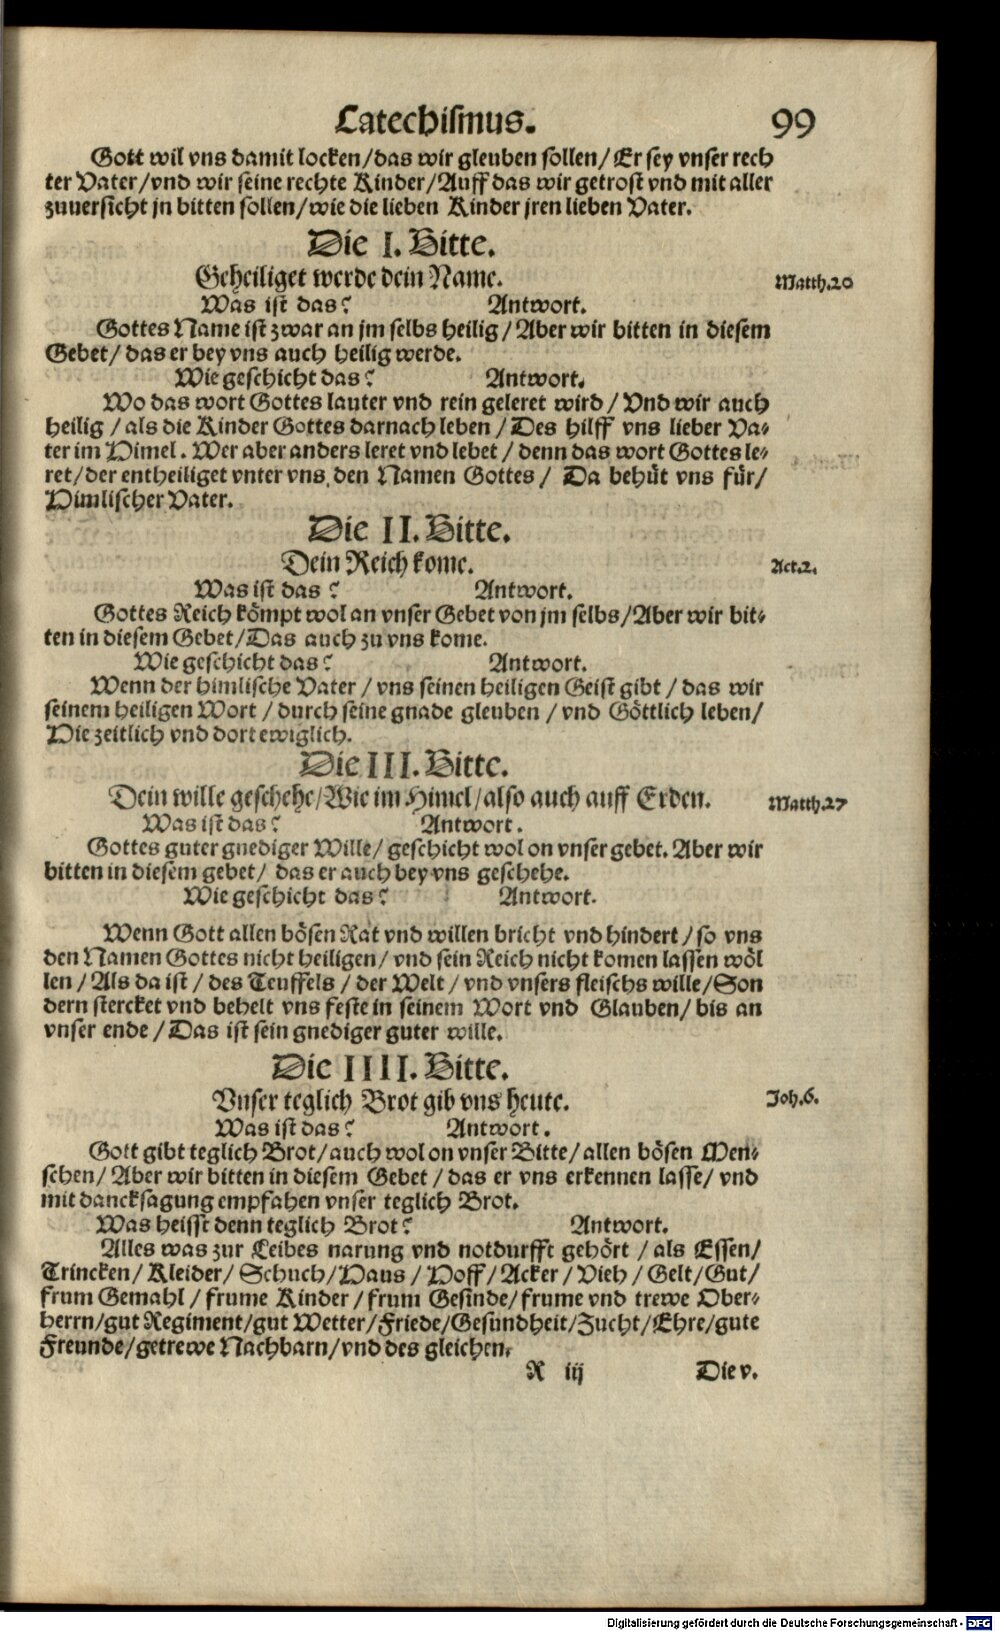 Catechismus. 99
Gott wil vns damit locken/das wir gleuben sollen/Er sey vnser rech
ter Vater/vnd wir seine rechte Kinder/Auff das wir getrost vnd mit aller
zuuersicht jn bitten sollen/wie die lieben Kinder jren lieben Vater.
Die I. Bitte.
Geheiliget werde dein Name. Matth.20
Was ist das? Antwort.
Gottes Name ist zwar an jm selbs heilig/Aber wir bitten in diesem
Gebet/das er bey vns auch heilig werde.
Wie geschicht das? Antwort.
Wo das wort Gottes lauter vnd rein geleret wird/Vnd wir auch
heilig/als die Kinder Gottes darnach leben/Des hilff vns lieber Va-
ter im Himel. Wer aber anders leret vnd lebet/denn das wort Gottes le-
ret/der entheiliget vnter vns den Namen Gottes/Da behüt vns für/
Himlischer Vater.
Die II. Bitte.
Dein Reich kome. Act.2.
Was ist das? Antwort.
Gottes Reich kömpt wol an vnser Gebet von jm selbs/Aber wir bit-
ten in diesem Gebet/Das auch zu vns kome.
Wie geschicht das? Antwort.
Wenn der himlische Vater/vns seinen heiligen Geist gibt/das wir
seinem heiligen Wort/durch seine gnade gleuben/vnd Göttlich leben/
Hie zeitlich vnd dort ewiglich.
Die III. Bitte.
Dein wille geschehe/Wie im Himel/also auch auff Erden. Matth.27
Was ist das? Antwort.
Gottes guter gnediger Wille/geschicht wol on vnser gebet. Aber wir
bitten in diesem gebet/das er auch bey vns geschehe.
Wie geschicht das? Antwort.
Wenn Gott allen bösen Rat vnd willen bricht vnd hindert/so vns
den Namen Gottes nicht heiligen/vnd sein Reich nicht komen lassen wöl
len/Als da ist/des Teuffels/der Welt/vnd vnsers fleischs wille/Son
dern stercket vnd behelt vns feste in seinem Wort vnd Glauben/bis an
vnser ende/Das ist sein gnediger guter wille.
Die IIII. Bitte.
Vnser teglich Brot gib vns heute. Joh.6.
Was ist das? Antwort.
Gott gibt teglich Brot/auch wol on vnser Bitte/allen bösen Men-
schen/Aber wir bitten in diesem Gebet/das er vns erkennen lasse/vnd
mit dancksagung empfahen vnser teglich Brot.
Was heisst denn teglich Brot? Antwort.
Alles was zur Leibes narung vnd notdurfft gehört/als Essen/
Trincken/Kleider/Schuch/Haus/Hoff/Acker/Vieh/Gelt/Gut/
frum Gemahl/frume Kinder/frum Gesinde/frume vnd trewe Ober-
herrn/gut Regiment/gut Wetter/Friede/Gesundheit/Zucht/Ehre/gute
Freunde/getrewe Nachbarn/vnd des gleichen.
R iij Die v.
Digitalisierung gefördert durch die Deutsche Forschungsgemeinschaft - DFG